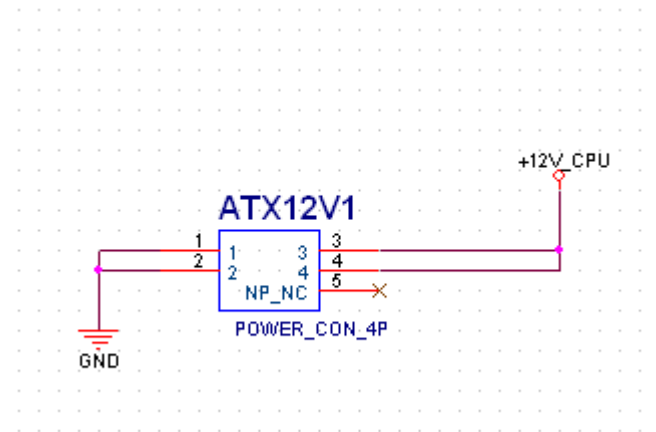 +12V_CPU
ATX12V1
1 1 3 3
2 2 4 4
NP_NC 5
POWER_CON_4P
GND